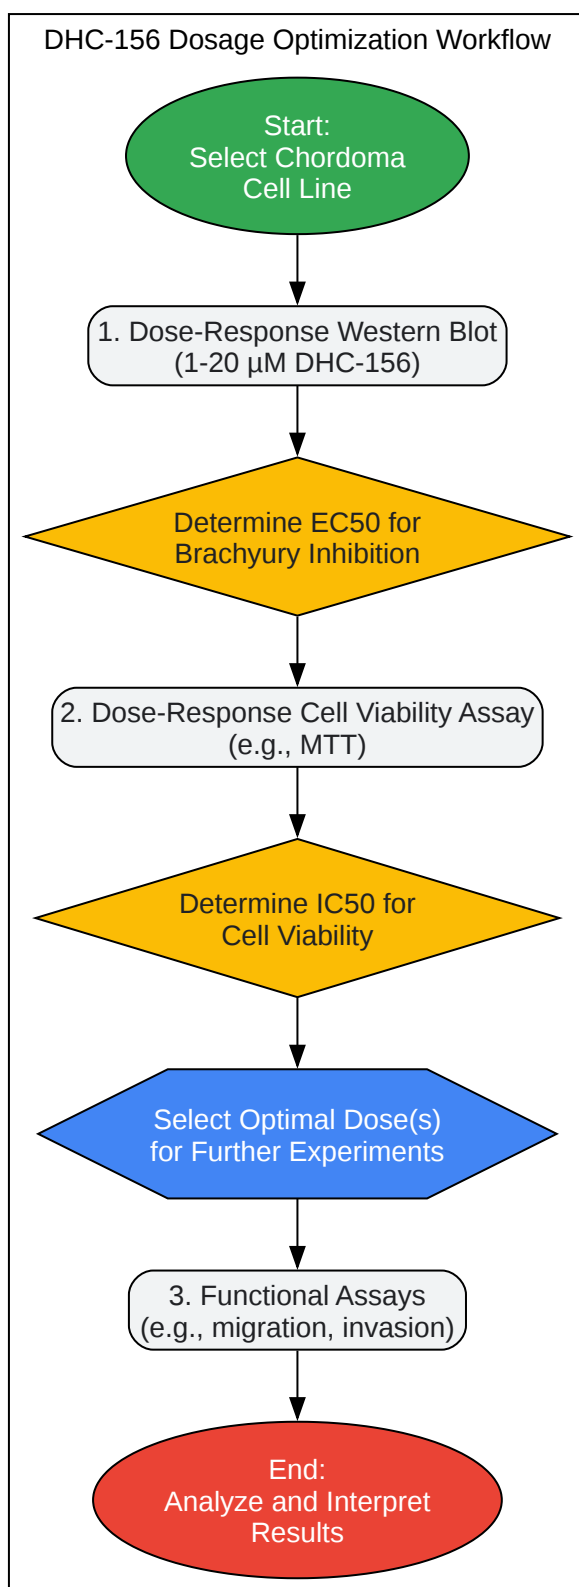 DHC-156 Dosage Optimization Workflow
Start:
Select Chordoma
Cell Line
1. Dose-Response Western Blot
(1-20 µM DHC-156)
Determine EC50 for
Brachyury Inhibition
2. Dose-Response Cell Viability Assay
(e.g., MTT)
Determine IC50 for
Cell Viability
Select Optimal Dose(s)
for Further Experiments
3. Functional Assays
(e.g., migration, invasion)
End:
Analyze and Interpret
Results